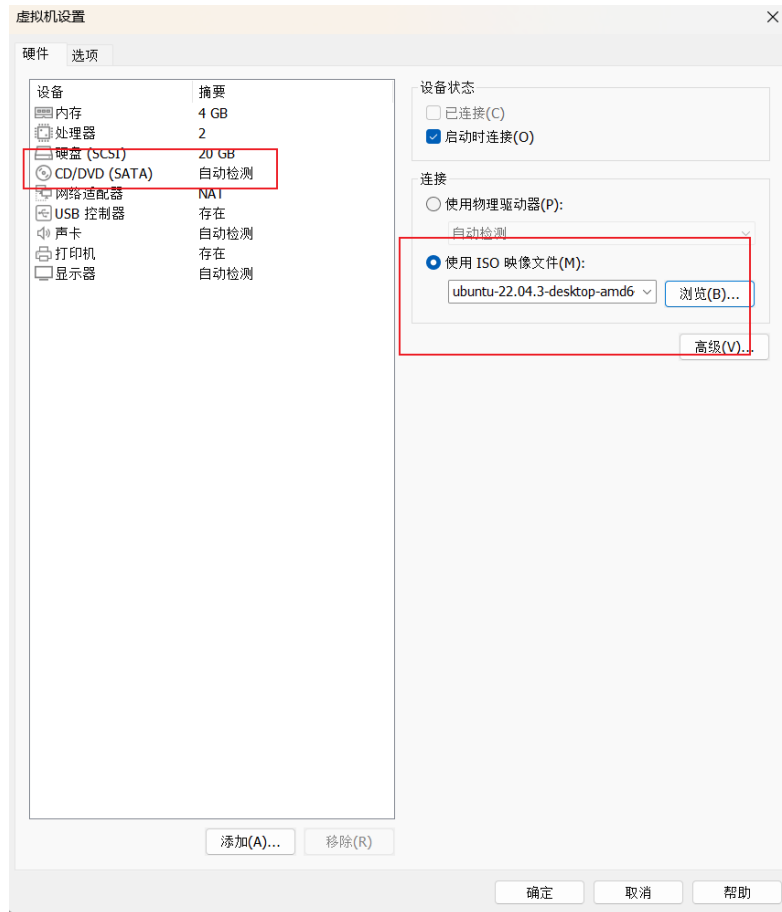 虚拟机设置
硬件 选项
设备 摘要
内存 4 GB
处理器 2
硬盘 (SCSI) 20 GB
CD/DVD (SATA) 自动检测
网络适配器 NAT
USB 控制器 存在
声卡 自动检测
打印机 存在
显示器 自动检测
添加(A)... 移除(R)
设备状态
已连接(C)
启动时连接(O)
连接
使用物理驱动器(P):
自动检测
使用 ISO 映像文件(M):
ubuntu-22.04.3-desktop-amd6 浏览(B)...
高级(V)...
确定 取消 帮助